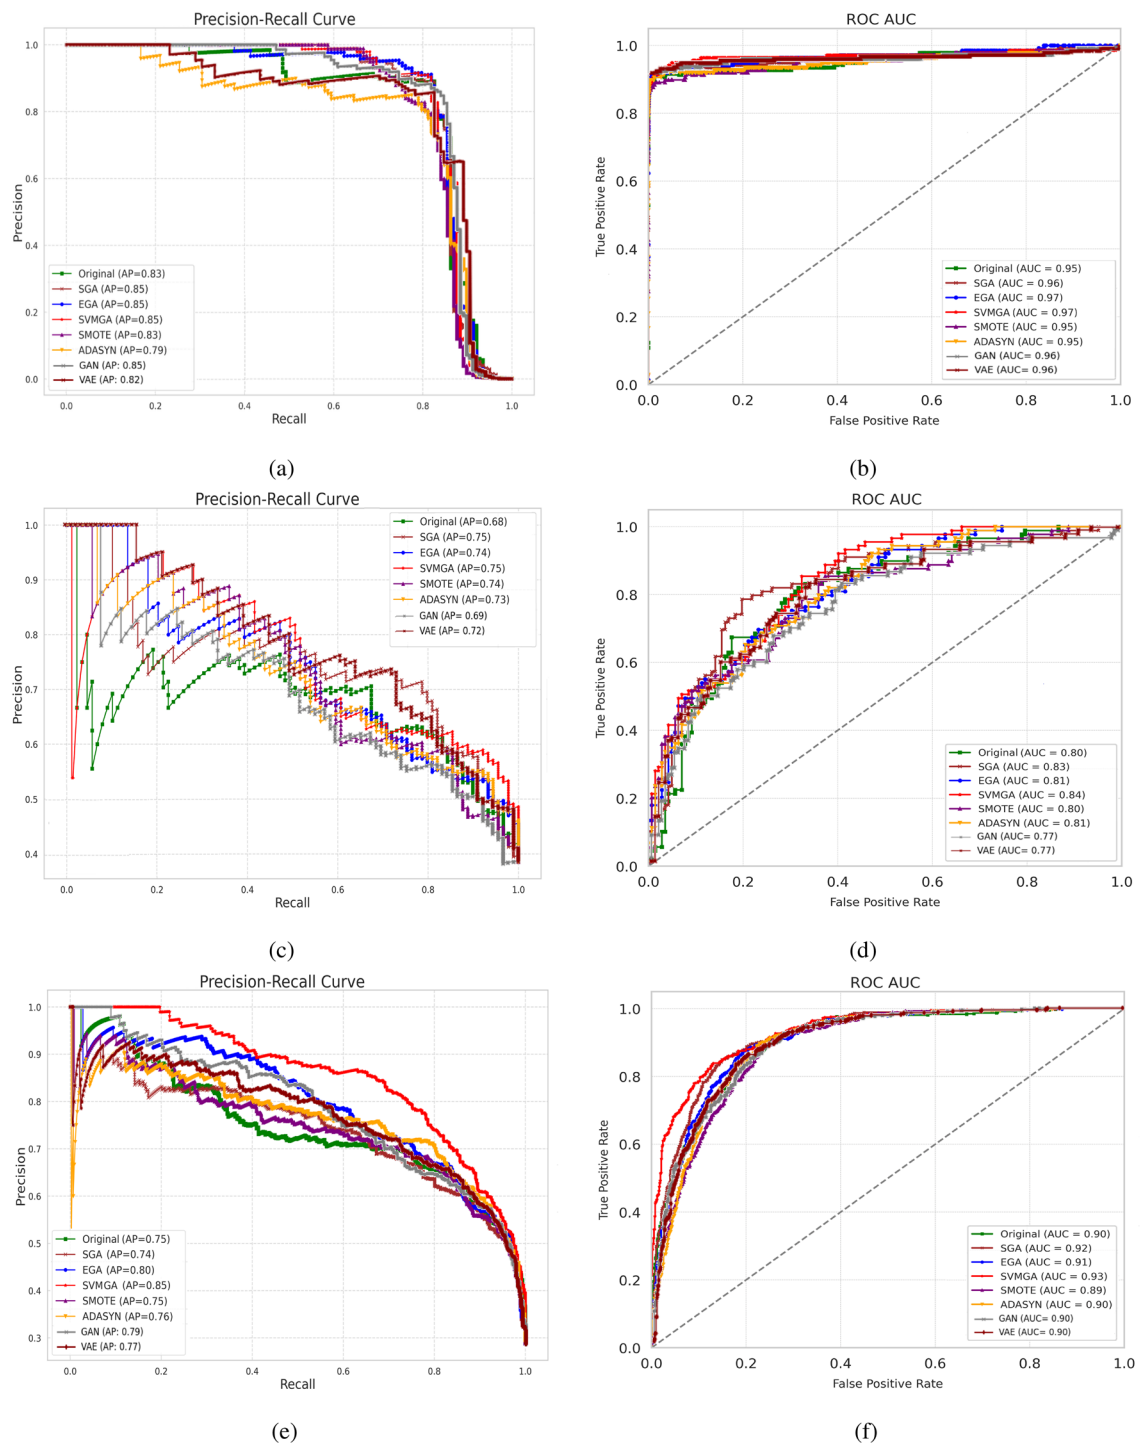 Precision-Recall Curve
1.0
0.8
0.6
0.4
0.2
0.0
Precision
Original (AP=0.83)
SGA (AP=0.85)
EGA (AP=0.85)
SVMGA (AP=0.85)
SMOTE (AP=0.83)
ADASYN (AP=0.79)
GAN (AP: 0.85)
VAE (AP: 0.82)
0.0 0.2 0.4 0.6 0.8 1.0
Recall
(a)
ROC AUC
1.0
0.8
0.6
0.4
0.2
0.0
True Positive Rate
Original (AUC = 0.95)
SGA (AUC = 0.96)
EGA (AUC = 0.97)
SVMGA (AUC = 0.97)
SMOTE (AUC = 0.95)
ADASYN (AUC = 0.95)
GAN (AUC= 0.96)
VAE (AUC= 0.96)
0.0 0.2 0.4 0.6 0.8 1.0
False Positive Rate
(b)
Precision-Recall Curve
1.0
0.9
0.8
0.7
0.6
0.5
0.4
Precision
Original (AP=0.68)
SGA (AP=0.75)
EGA (AP=0.74)
SVMGA (AP=0.75)
SMOTE (AP=0.74)
ADASYN (AP=0.73)
GAN (AP= 0.69)
VAE (AP= 0.72)
0.0 0.2 0.4 0.6 0.8 1.0
Recall
(c)
ROC AUC
1.0
0.8
0.6
0.4
0.2
0.0
True Positive Rate
Original (AUC = 0.80)
SGA (AUC = 0.83)
EGA (AUC = 0.81)
SVMGA (AUC = 0.84)
SMOTE (AUC = 0.80)
ADASYN (AUC = 0.81)
GAN (AUC= 0.77)
VAE (AUC= 0.77)
0.0 0.2 0.4 0.6 0.8 1.0
False Positive Rate
(d)
Precision-Recall Curve
1.0
0.9
0.8
0.7
0.6
0.5
0.4
0.3
Precision
Original (AP=0.75)
SGA (AP=0.74)
EGA (AP=0.80)
SVMGA (AP=0.85)
SMOTE (AP=0.75)
ADASYN (AP=0.76)
GAN (AP: 0.79)
VAE (AP: 0.77)
0.0 0.2 0.4 0.6 0.8 1.0
Recall
(e)
ROC AUC
1.0
0.8
0.6
0.4
0.2
0.0
True Positive Rate
Original (AUC = 0.90)
SGA (AUC = 0.92)
EGA (AUC = 0.91)
SVMGA (AUC = 0.93)
SMOTE (AUC = 0.89)
ADASYN (AUC = 0.90)
GAN (AUC= 0.90)
VAE (AUC= 0.90)
0.0 0.2 0.4 0.6 0.8 1.0
False Positive Rate
(f)